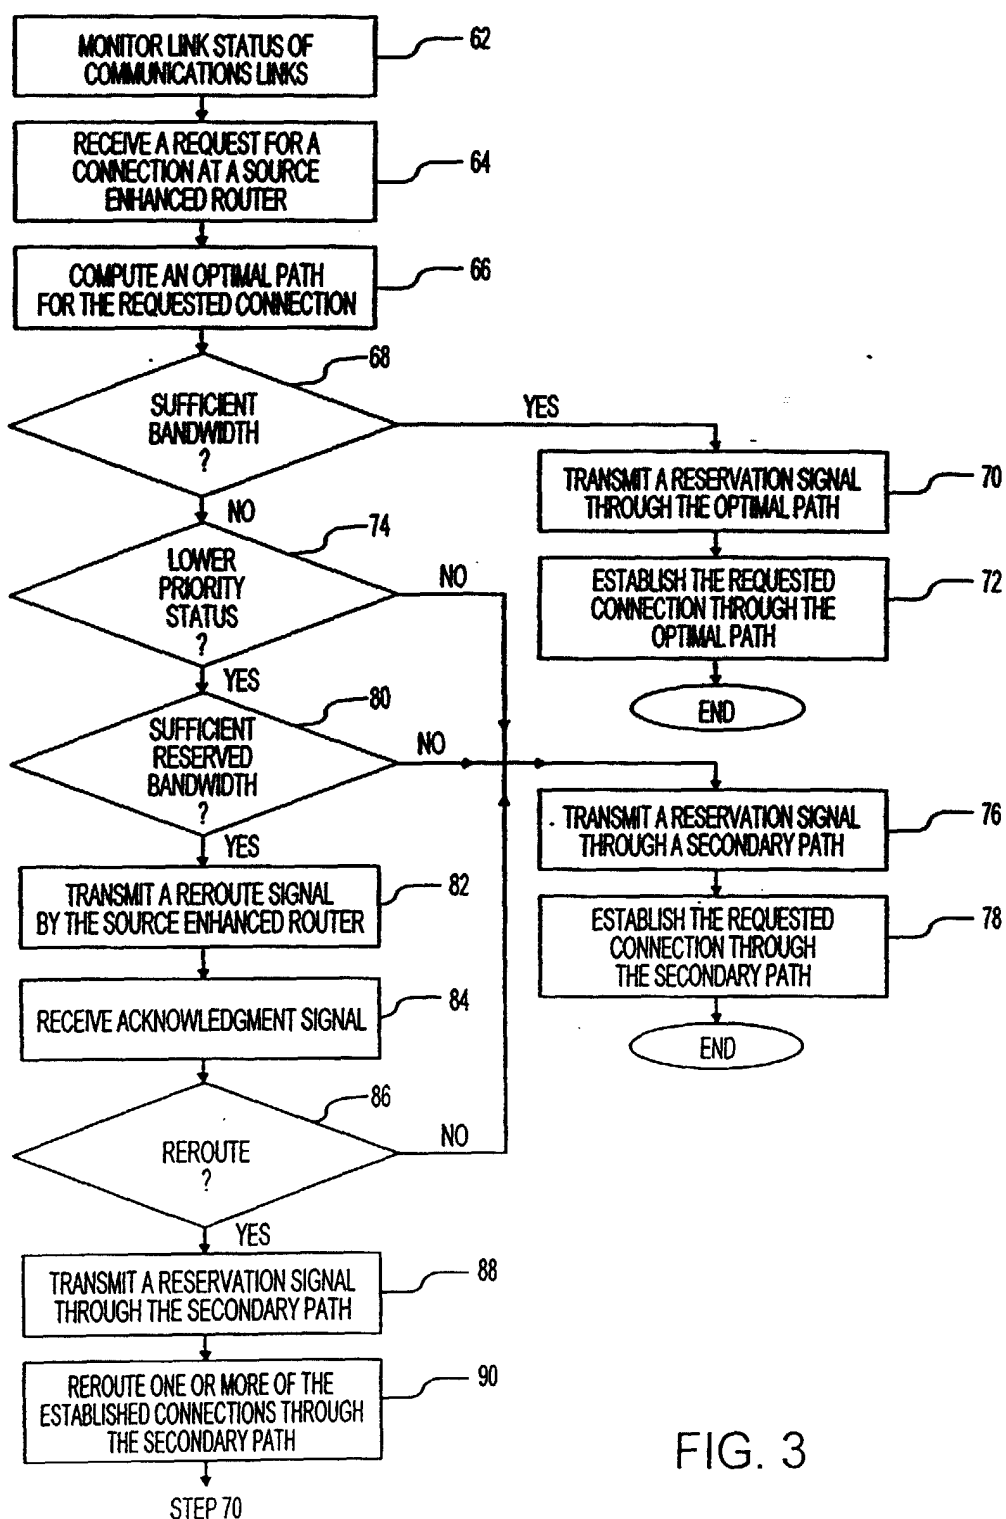 MONITOR LINK STATUS OF
COMMUNICATIONS LINKS
62
RECEIVE A REQUEST FOR A
CONNECTION AT A SOURCE
ENHANCED ROUTER
64
COMPUTE AN OPTIMAL PATH
FOR THE REQUESTED CONNECTION
66
SUFFICIENT
BANDWIDTH
?
68
YES
NO
TRANSMIT A RESERVATION SIGNAL
THROUGH THE OPTIMAL PATH
70
ESTABLISH THE REQUESTED
CONNECTION THROUGH THE
OPTIMAL PATH
72
END
LOWER
PRIORITY
STATUS
?
74
NO
YES
SUFFICIENT
RESERVED
BANDWIDTH
?
80
NO
YES
TRANSMIT A RESERVATION SIGNAL
THROUGH A SECONDARY PATH
76
ESTABLISH THE REQUESTED
CONNECTION THROUGH
THE SECONDARY PATH
78
END
TRANSMIT A REROUTE SIGNAL
BY THE SOURCE ENHANCED ROUTER
82
RECEIVE ACKNOWLEDGMENT SIGNAL
84
REROUTE
?
86
NO
YES
TRANSMIT A RESERVATION SIGNAL
THROUGH THE SECONDARY PATH
88
REROUTE ONE OR MORE OF THE
ESTABLISHED CONNECTIONS THROUGH
THE SECONDARY PATH
90
STEP 70
FIG. 3